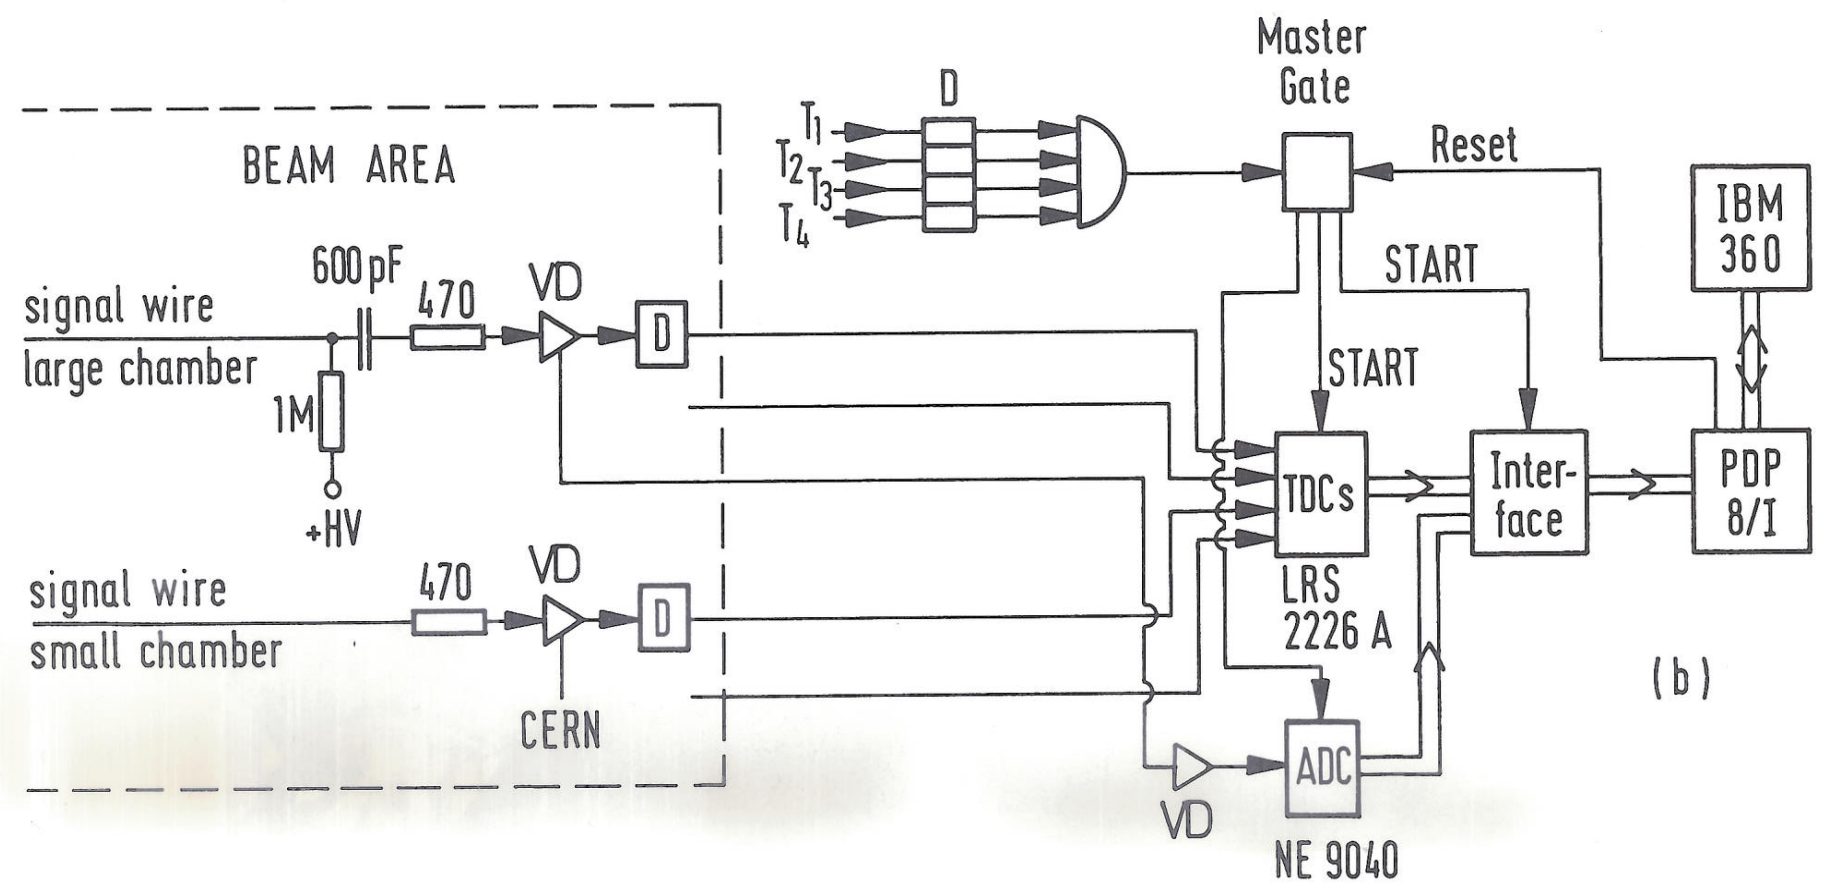 Master
Gate
D
T1
T2
T3
T4
Reset
BEAM AREA
IBM
360
600pF
VD
470
START
signal wire
large chamber
D
START
1M
+HV
TDCs
Inter-
face
PDP
8/I
LRS
2226 A
signal wire
small chamber
470
VD
D
CERN
(b)
ADC
VD
NE 9040